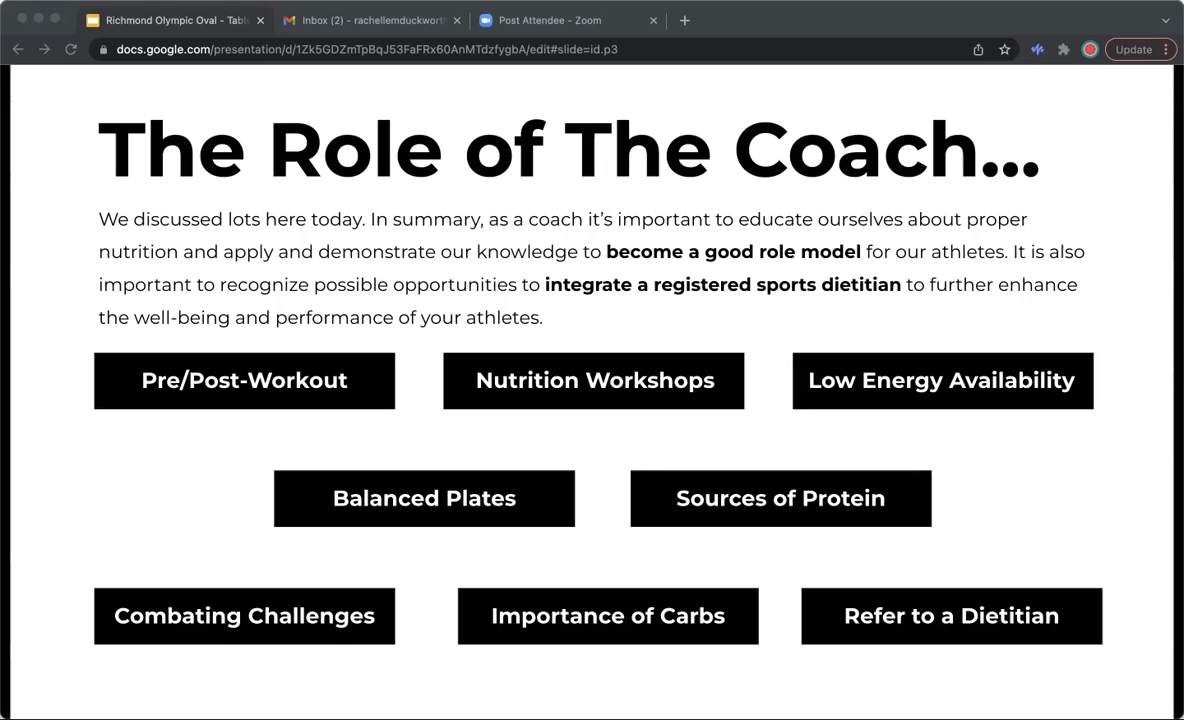 Richmond Olympic Oval - Table
Inbox (2) - rachellemduckworth
Post Attendee - Zoom
docs.google.com/presentation/d/1Zk5GDZmTpBqJ53FaFRx60AnMTdzfygbA/edit#slide=id.p3
Update
The Role of The Coach...
We discussed lots here today. In summary, as a coach it’s important to educate ourselves about proper
nutrition and apply and demonstrate our knowledge to become a good role model for our athletes. It is also
important to recognize possible opportunities to integrate a registered sports dietitian to further enhance
the well-being and performance of your athletes.
Pre/Post-Workout
Nutrition Workshops
Low Energy Availability
Balanced Plates
Sources of Protein
Combating Challenges
Importance of Carbs
Refer to a Dietitian